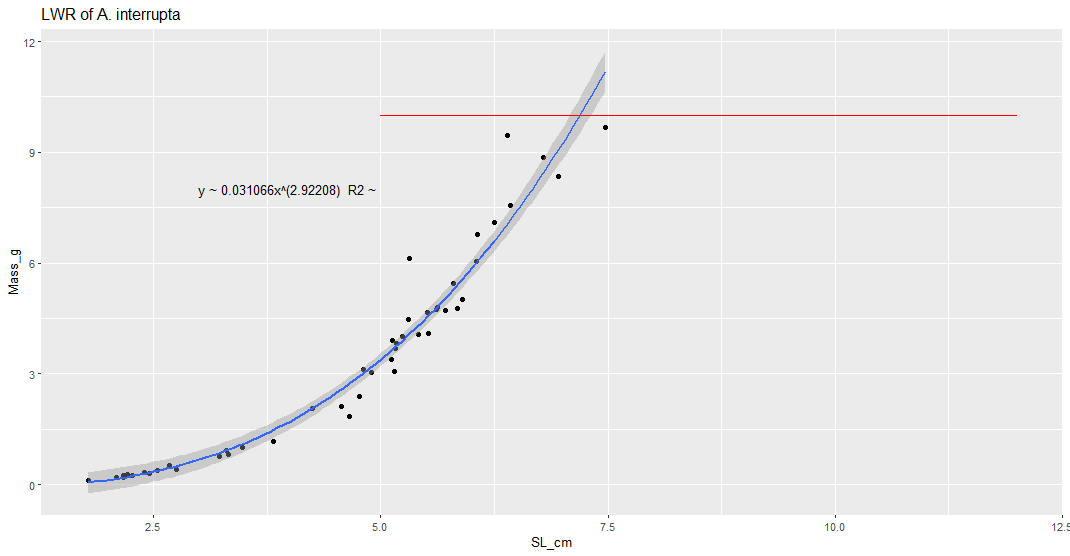 LWR of A. interrupta
12
9
6
3
0
Mass_g
y ~ 0.031066x^(2.92208)  R2 ~
2.5
5.0
7.5
10.0
12.5
SL_cm